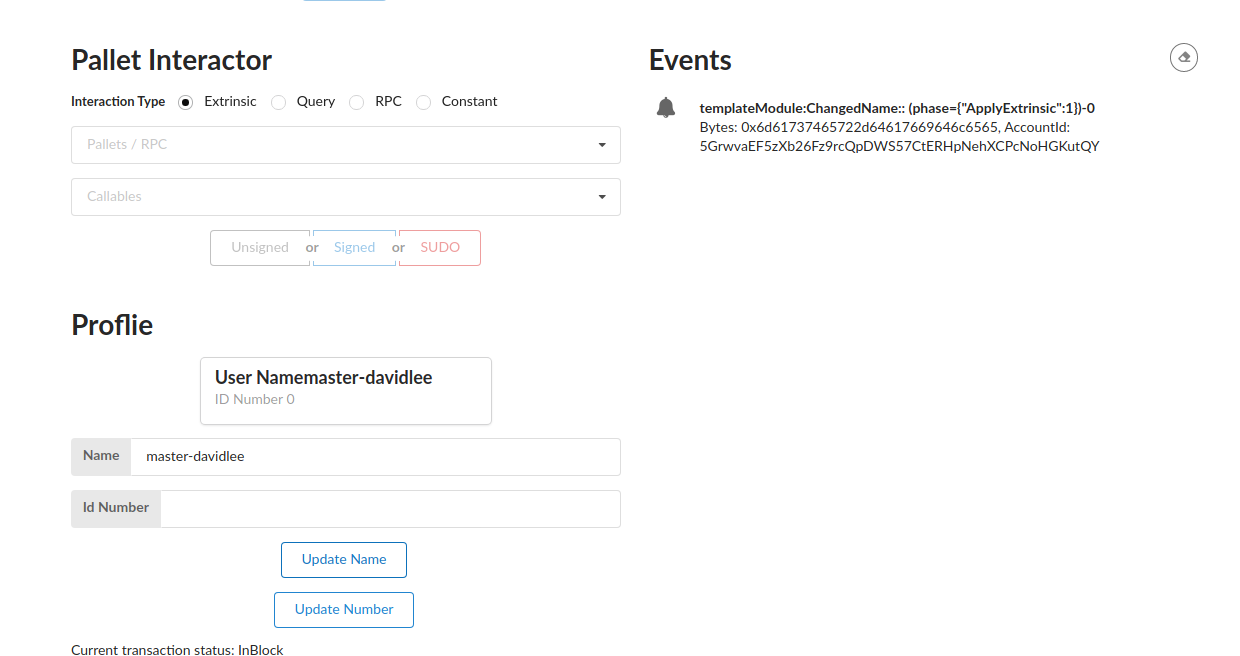 Pallet Interactor
Interaction Type Extrinsic Query RPC Constant
Pallets / RPC
Callables
Unsigned or Signed or SUDO
Proflie
User Namemaster-davidlee
ID Number 0
Name master-davidlee
Id Number
Update Name
Update Number
Current transaction status: InBlock
Events
templateModule:ChangedName:: (phase={"ApplyExtrinsic":1})-0
Bytes: 0x6d61737465722d64617669646c6565, AccountId:
5GrwvaEF5zXb26Fz9rcQpDWS57CtERHpNehXCPcNoHGKutQY